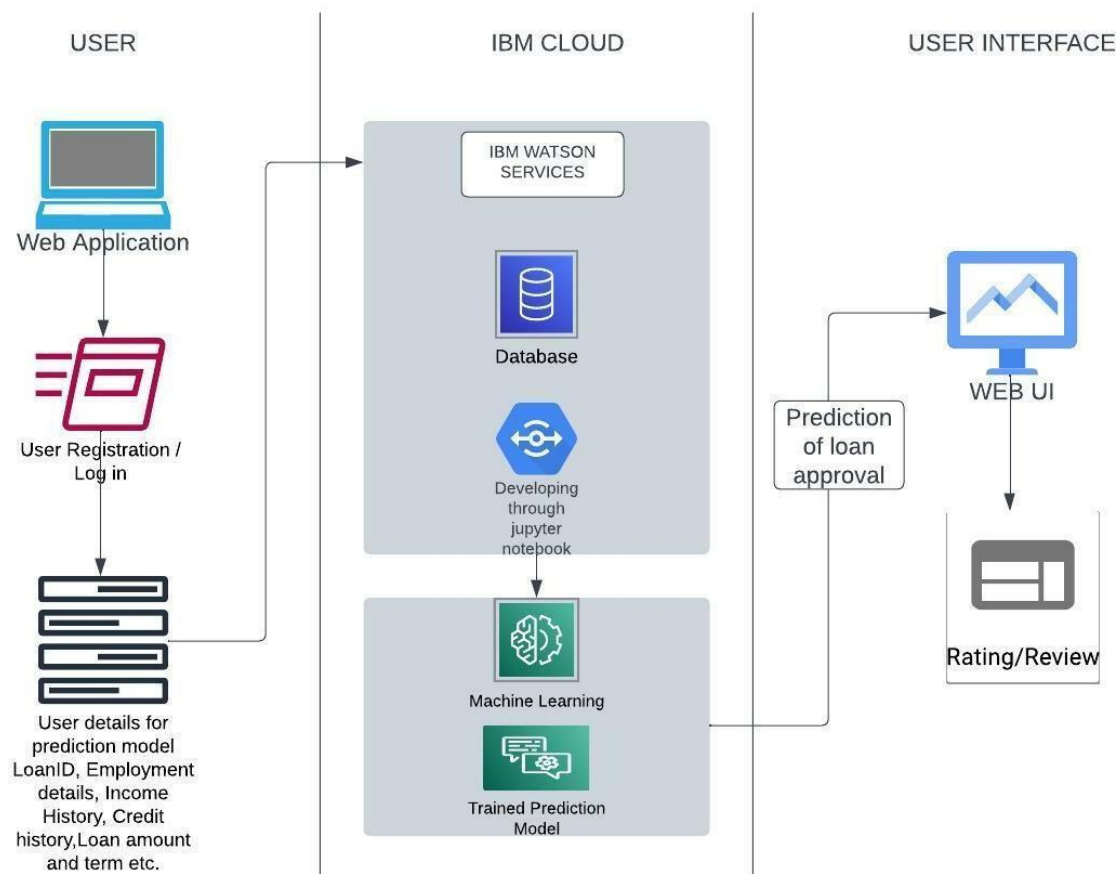 USER
IBM CLOUD
USER INTERFACE
Web Application
User Registration /
Log in
User details for
prediction model
LoanID, Employment
details, Income
History, Credit
history,Loan amount
and term etc.
IBM WATSON
SERVICES
Database
Developing
through
jupyter
notebook
Machine Learning
Trained Prediction
Model
Prediction
of loan
approval
WEB UI
Rating/Review